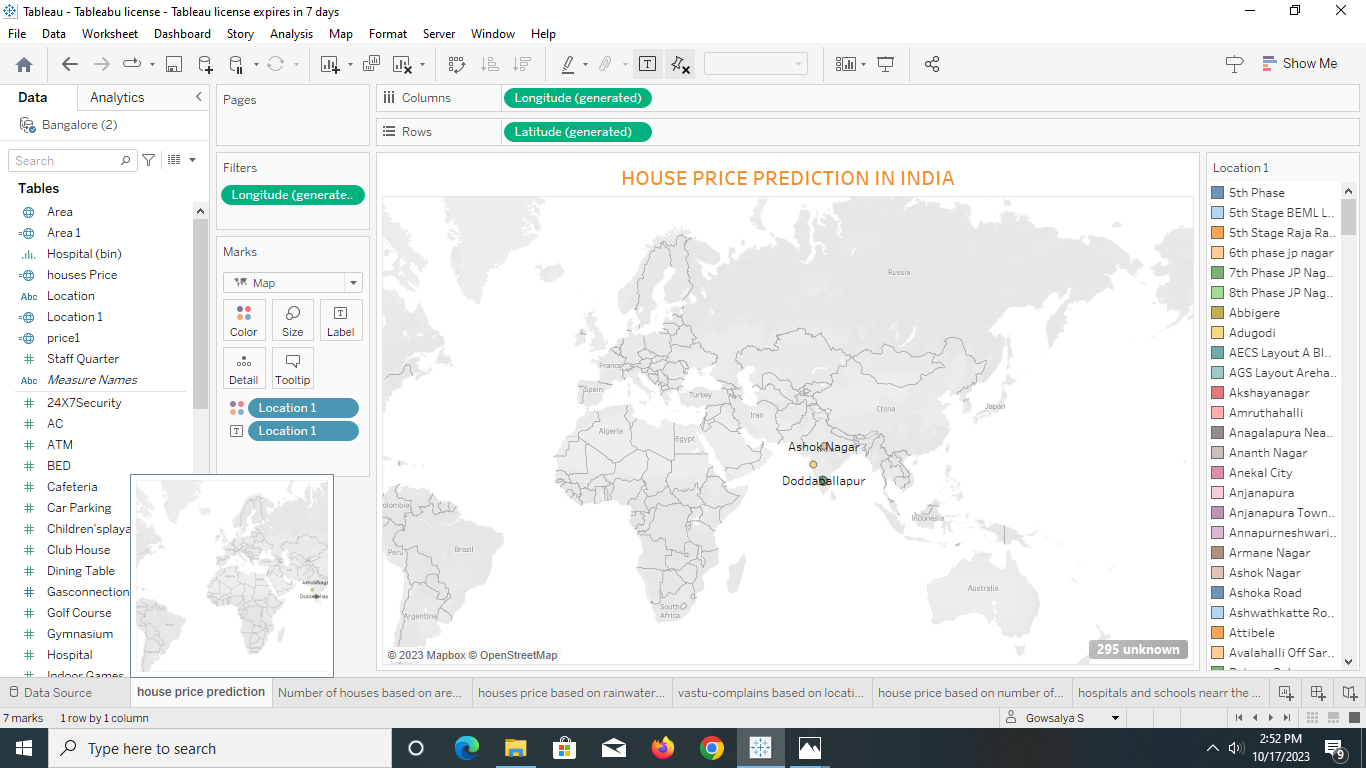 Tableau - Tableabu license - Tableau license expires in 7 days
File Data Worksheet Dashboard Story Analysis Map Format Server Window Help
Show Me
Data Analytics
Bangalore (2)
Search
Tables
Area
Area 1
Hospital (bin)
houses Price
Abc Location
Location 1
price1
Staff Quarter
Abc Measure Names
24X7Security
AC
ATM
BED
Cafeteria
Car Parking
Children'splaya
Club House
Dining Table
Gasconnection
Golf Course
Gymnasium
Hospital
Indoor Games
Pages
Filters
Longitude (generate..
Marks
Map
Color Size Label
Detail Tooltip
Location 1
Location 1
Columns Longitude (generated)
Rows Latitude (generated)
HOUSE PRICE PREDICTION IN INDIA
Russia
France
Spain
Turkey
China
Japan
Iran
Algeria
Egypt
Ashok Nagar
Doddaballapur
olombia
Indonesia
Peru
Brazil
Australia
South
Africa
Argentina
© 2023 Mapbox © OpenStreetMap
295 unknown
Ashok Nagar
Location 1
5th Phase
5th Stage BEML L..
5th Stage Raja Ra..
6th phase jp nagar
7th Phase JP Nag..
8th Phase JP Nag..
Abbigere
Adugodi
AECS Layout A Bl..
AGS Layout Areha..
Akshayanagar
Amruthahalli
Anagalapura Nea..
Ananth Nagar
Anekal City
Anjanapura
Anjanapura Town..
Annapurneshwari..
Armane Nagar
Ashok Nagar
Ashoka Road
Ashwathkatte Ro..
Attibele
Avalahalli Off Sar..
Data Source house price prediction Number of houses based on are... houses price based on rainwater... vastu-complains based on locati... house price based on number of... hospitals and schools nearr the ...
7 marks 1 row by 1 column Gowsalya S
Type here to search
2:52 PM
10/17/2023
9